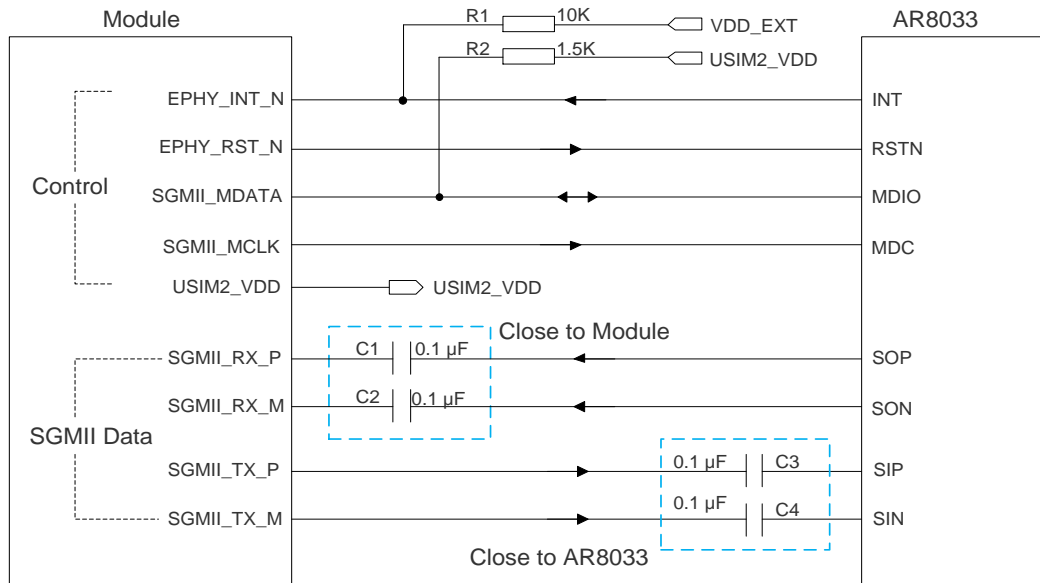 Module
R1 10K VDD_EXT
AR8033
R2 1.5K USIM2_VDD
EPHY_INT_N INT
EPHY_RST_N RSTN
Control
SGMII_MDATA MDIO
SGMII_MCLK MDC
USIM2_VDD USIM2_VDD
Close to Module
SGMII_RX_P C1 0.1 µF SOP
SGMII_RX_M C2 0.1 µF SON
SGMII Data
SGMII_TX_P 0.1 µF C3 SIP
SGMII_TX_M 0.1 µF C4 SIN
Close to AR8033